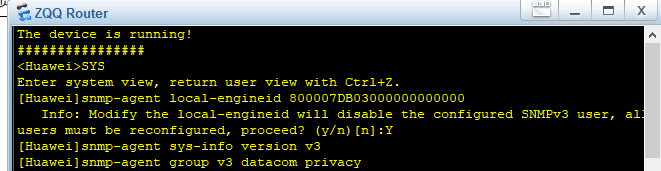 ZQQ Router
The device is running!
################
<Huawei>SYS
Enter system view, return user view with Ctrl+Z.
[Huawei]snmp-agent local-engineid 800007DB03000000000000
   Info: Modify the local-engineid will disable the configured SNMPv3 user, all
users must be reconfigured, proceed? (y/n)[n]:Y
[Huawei]snmp-agent sys-info version v3
[Huawei]snmp-agent group v3 datacom privacy